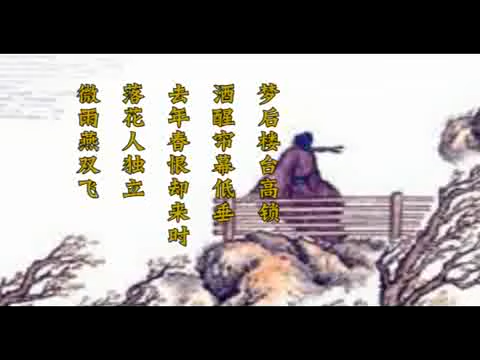 梦后楼台高锁
酒醒帘幕低垂
去年春恨却来时
落花人独立
微雨燕双飞